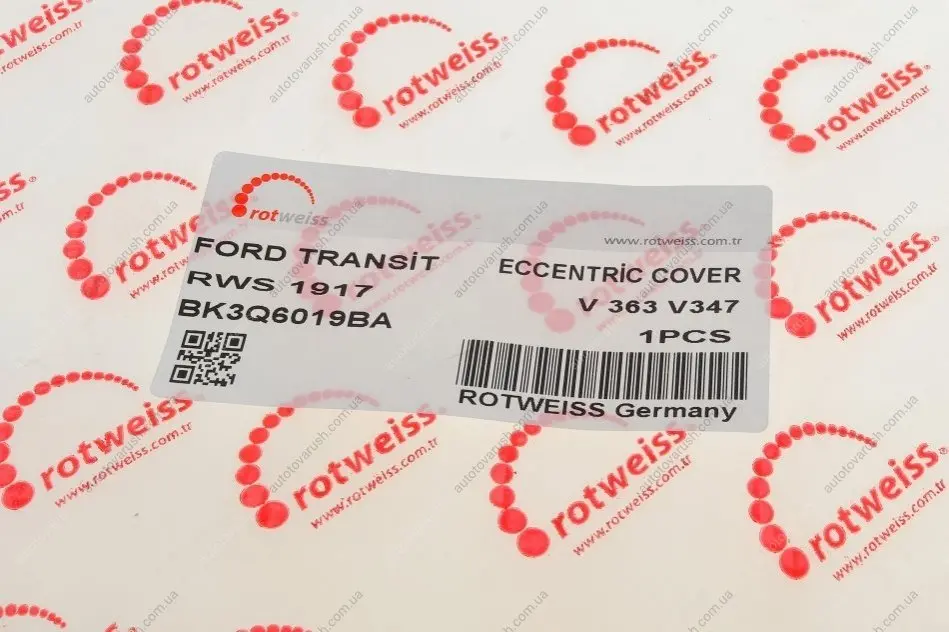 rotweiss
www.rotweiss.com.tr
FORD TRANSİT
RWS 1917
BK3Q6019BA
ECCENTRİC COVER
V 363 V347
1PCS
ROTWEISS Germany
rotweiss®
www.rotweiss.com.tr
autotovarush.com.ua